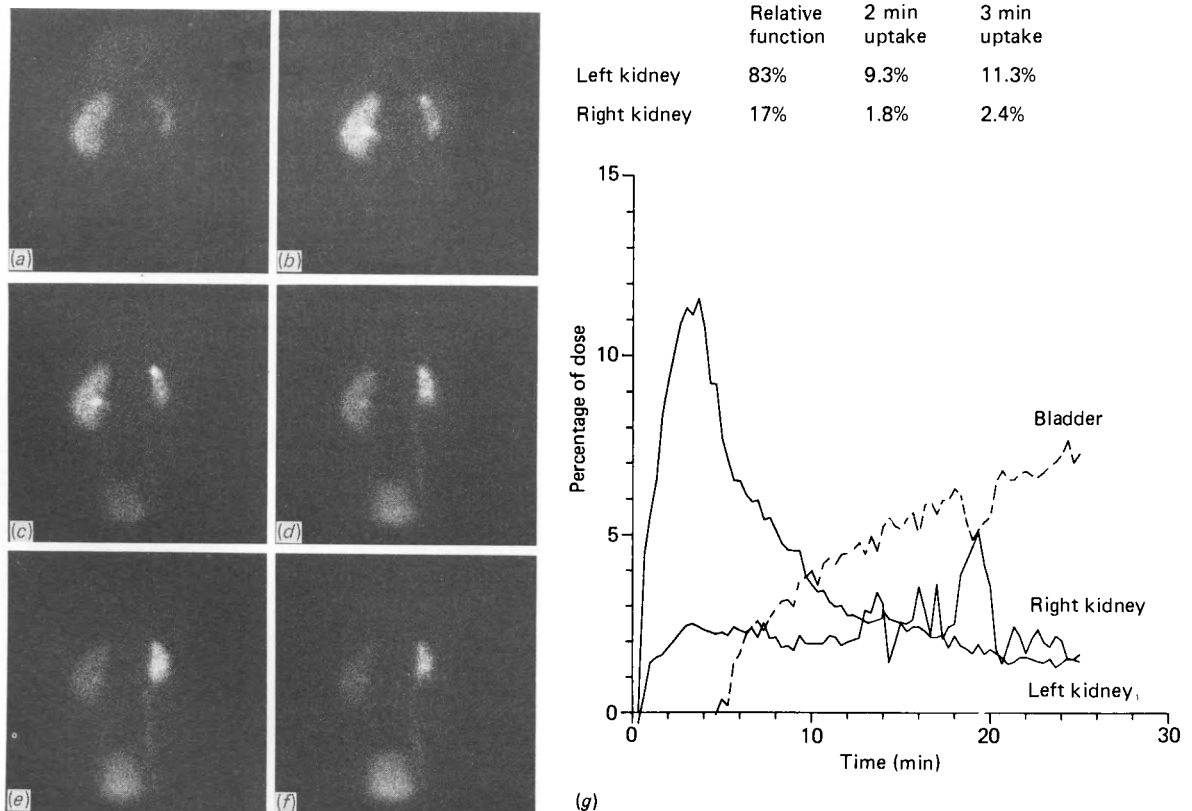 Relative function 2 min uptake 3 min uptake
Left kidney 83% 9.3% 11.3%
Right kidney 17% 1.8% 2.4%
(a)
(b)
(c)
(d)
(e)
(f)
15
10
5
0
Percentage of dose
Bladder
Right kidney
Left kidney
0 10 20 30
Time (min)
(g)